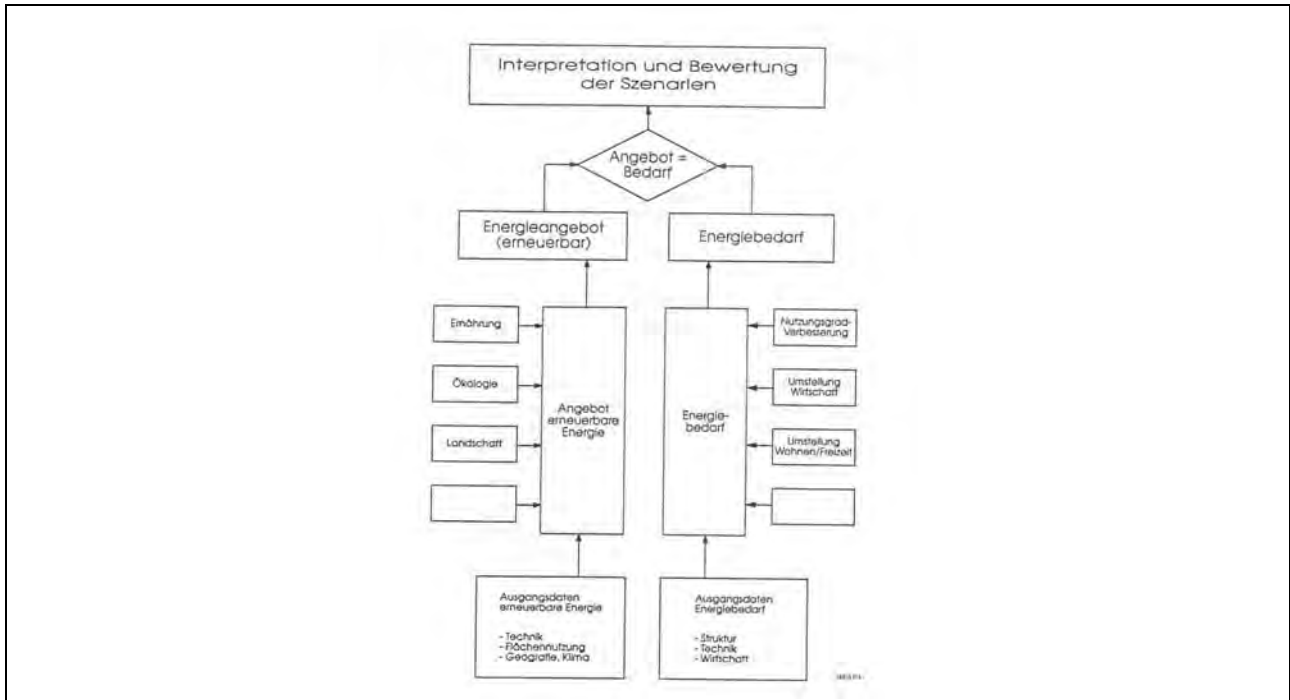 Interpretation und Bewertung
der Szenarien
Angebot =
Bedarf
Energieangebot
(erneuerbar)
Energiebedarf
Ernährung
Ökologie
Landschaft
Angebot
erneuerbare
Energie
Energie-
bedarf
Nutzungsgrad-
Verbesserung
Umstellung
Wirtschaft
Umstellung
Wohnen/Freizeit
Ausgangsdaten
erneuerbare Energie
- Technik
- Flächennutzung
- Geografie, Klima
Ausgangsdaten
Energiebedarf
- Struktur
- Technik
- Wirtschaft